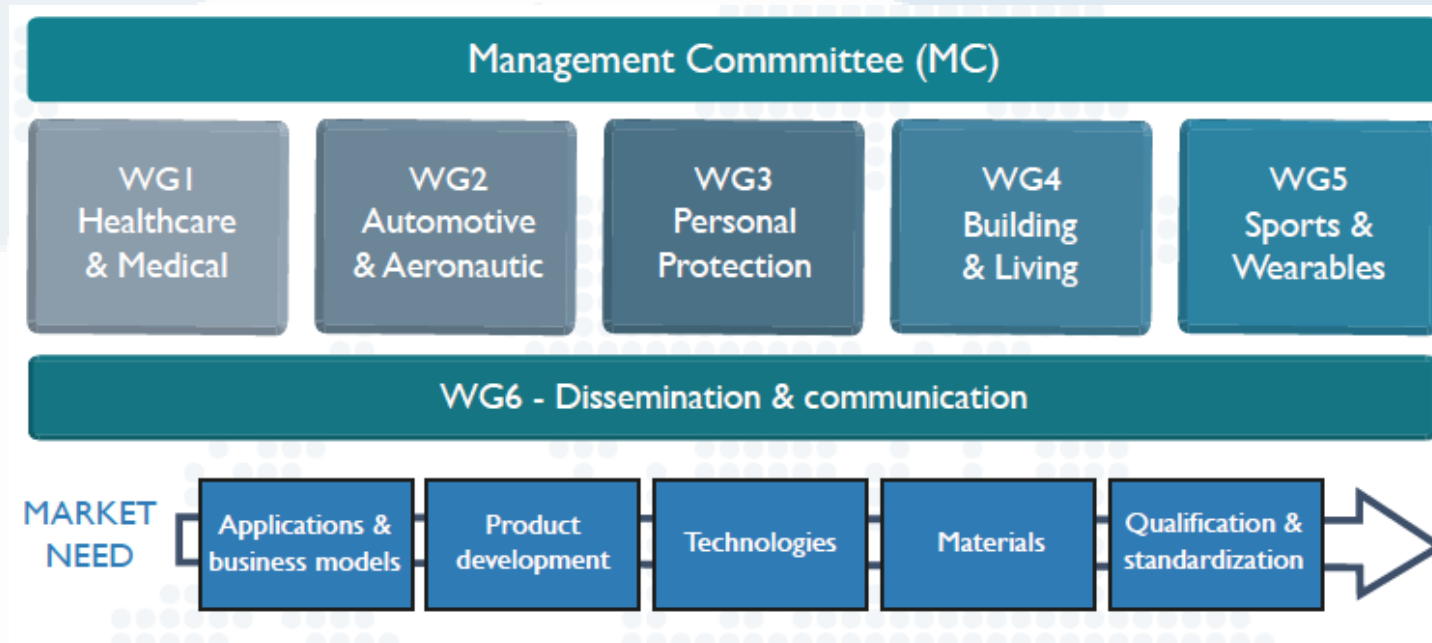 Management Commmittee (MC)
WG1
Healthcare
& Medical
WG2
Automotive
& Aeronautic
WG3
Personal
Protection
WG4
Building
& Living
WG5
Sports &
Wearables
WG6 - Dissemination & communication
MARKET
NEED
Applications &
business models
Product
development
Technologies
Materials
Qualification &
standardization